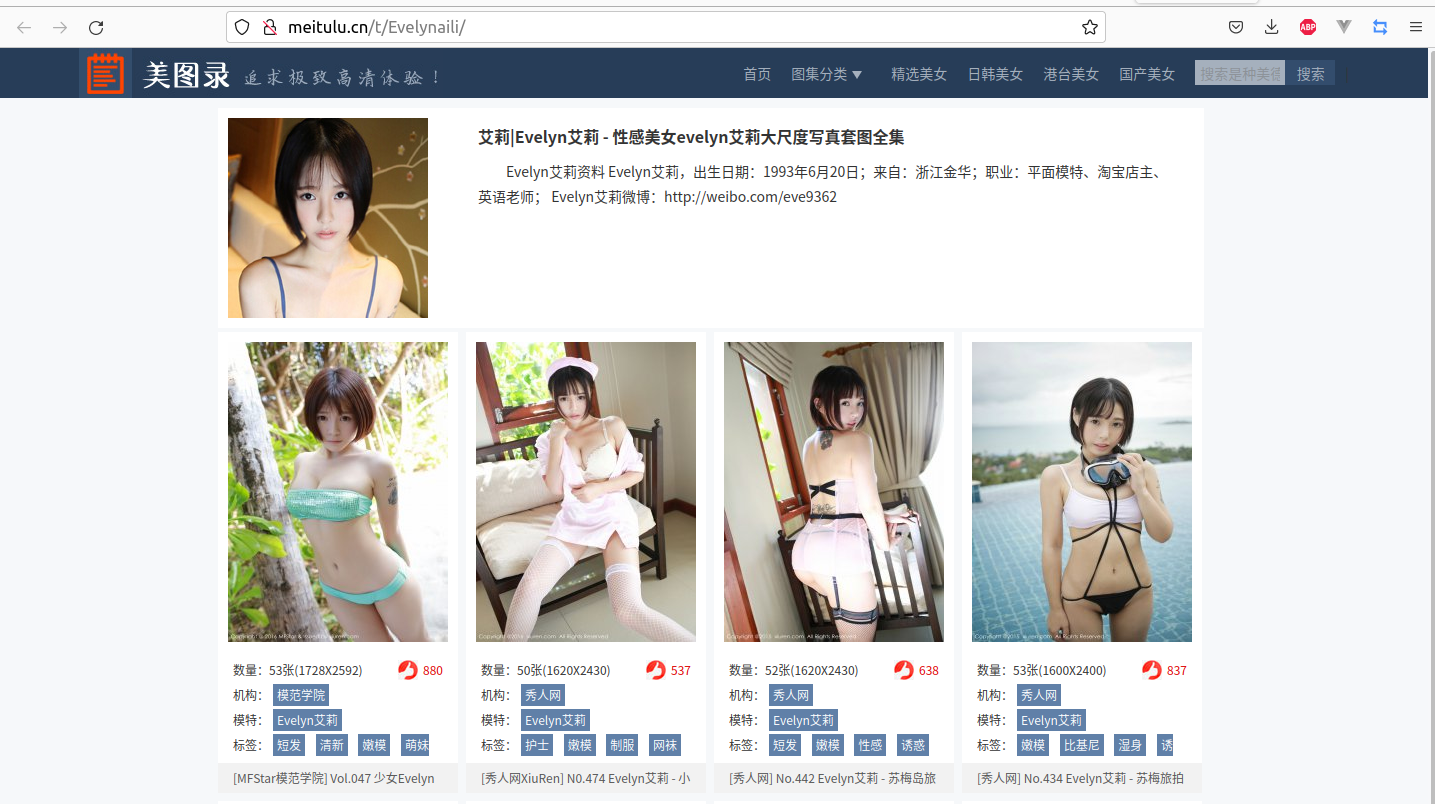 meitulu.cn/t/Evelynaili/
ABP
美图录 追求极致高清体验！
首页 图集分类▼ 精选美女 日韩美女 港台美女 国产美女 搜索
艾莉|Evelyn艾莉 - 性感美女evelyn艾莉大尺度写真套图全集
Evelyn艾莉资料 Evelyn艾莉，出生日期：1993年6月20日；来自：浙江金华；职业：平面模特、淘宝店主、
英语老师； Evelyn艾莉微博：http://weibo.com/eve9362
数量：53张(1728X2592) 880
机构： 模范学院
模特： Evelyn艾莉
标签： 短发 清新 嫩模 萌妹
[MFStar模范学院] Vol.047 少女Evelyn
数量：50张(1620X2430) 537
机构： 秀人网
模特： Evelyn艾莉
标签： 护士 嫩模 制服 网袜
[秀人网XiuRen] N0.474 Evelyn艾莉 - 小
数量：52张(1620X2430) 638
机构： 秀人网
模特： Evelyn艾莉
标签： 短发 嫩模 性感 诱惑
[秀人网] No.442 Evelyn艾莉 - 苏梅岛旅
数量：53张(1600X2400) 837
机构： 秀人网
模特： Evelyn艾莉
标签： 嫩模 比基尼 湿身 诱
[秀人网] No.434 Evelyn艾莉 - 苏梅旅拍